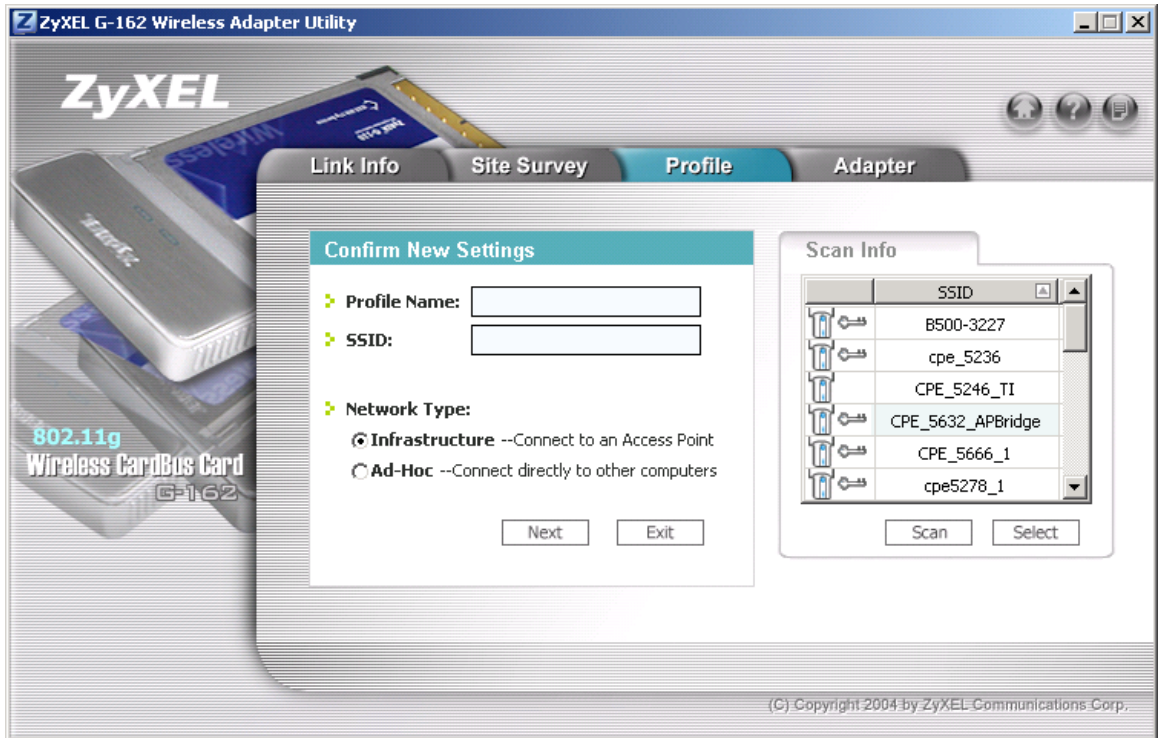 ZyXEL G-162 Wireless Adapter Utility
ZyXEL
Wireless
ZyXEL
Link Info
Site Survey
Profile
Adapter
Confirm New Settings
Profile Name:
SSID:
Network Type:
Infrastructure --Connect to an Access Point
Ad-Hoc --Connect directly to other computers
Next
Exit
Scan Info
SSID
B500-3227
cpe_5236
CPE_5246_TI
CPE_5632_APBridge
CPE_5666_1
cpe5278_1
Scan
Select
802.11g
Wireless CardBus Card
G-162
(C) Copyright 2004 by ZyXEL Communications Corp.